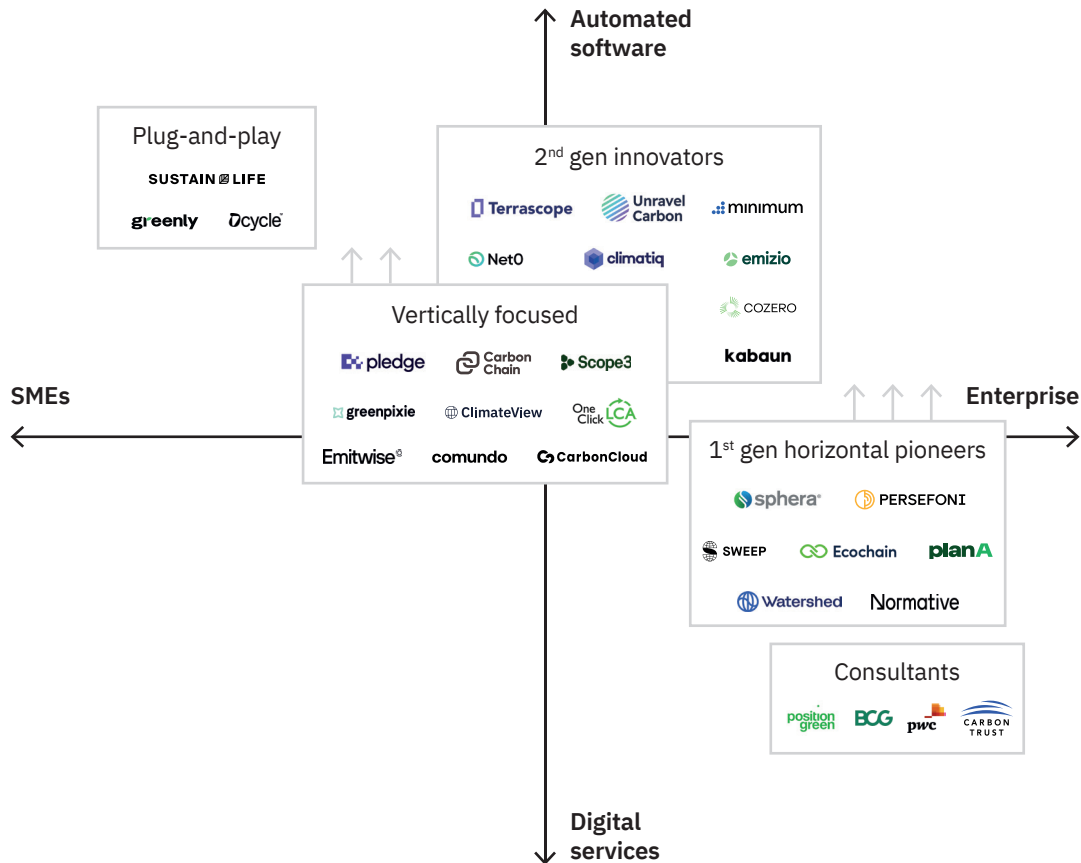 Automated
software
Plug-and-play
SUSTAIN LIFE
greenly Dcycle
2nd gen innovators
Terrascope Unravel Carbon minimum
Net0 climatiq emizio
COZERO
kabaun
Vertically focused
pledge Carbon Chain Scope3
greenpixie ClimateView One Click LCA
Emitwise comundo CarbonCloud
SMEs
Enterprise
1st gen horizontal pioneers
sphera® PERSEFONI
SWEEP Ecochain planA
Watershed Normative
Consultants
position green BCG pwc CARBON TRUST
Digital
services